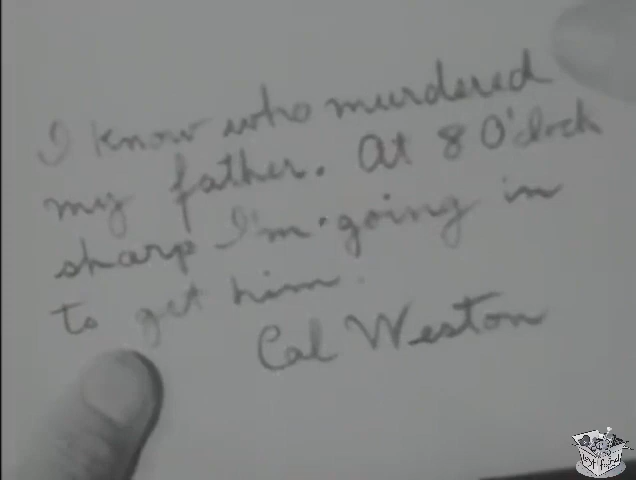 I know who murdered
my father. At 8 O'clock
sharp I'm going in
to get him.
Cal Weston